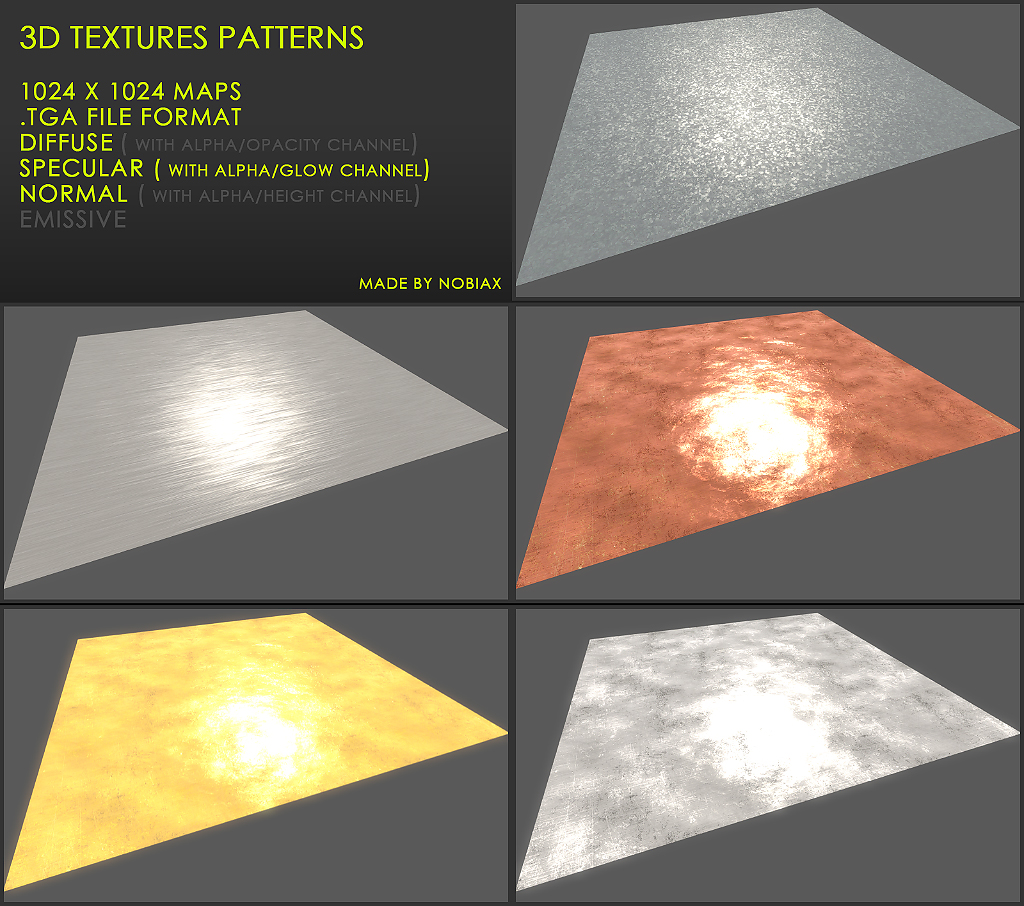 3D TEXTURES PATTERNS
1024 X 1024 MAPS
.TGA FILE FORMAT
DIFFUSE ( WITH ALPHA/OPACITY CHANNEL)
SPECULAR ( WITH ALPHA/GLOW CHANNEL)
NORMAL ( WITH ALPHA/HEIGHT CHANNEL)
EMISSIVE
MADE BY NOBIAX